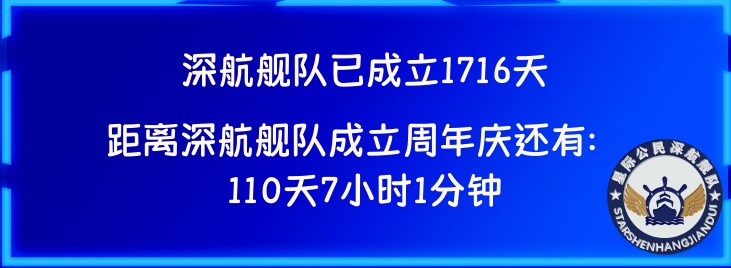 深航舰队已成立1716天
距离深航舰队成立周年庆还有:
110天7小时1分钟
星际公民深航舰队
STARSHENHANGJIANDUI